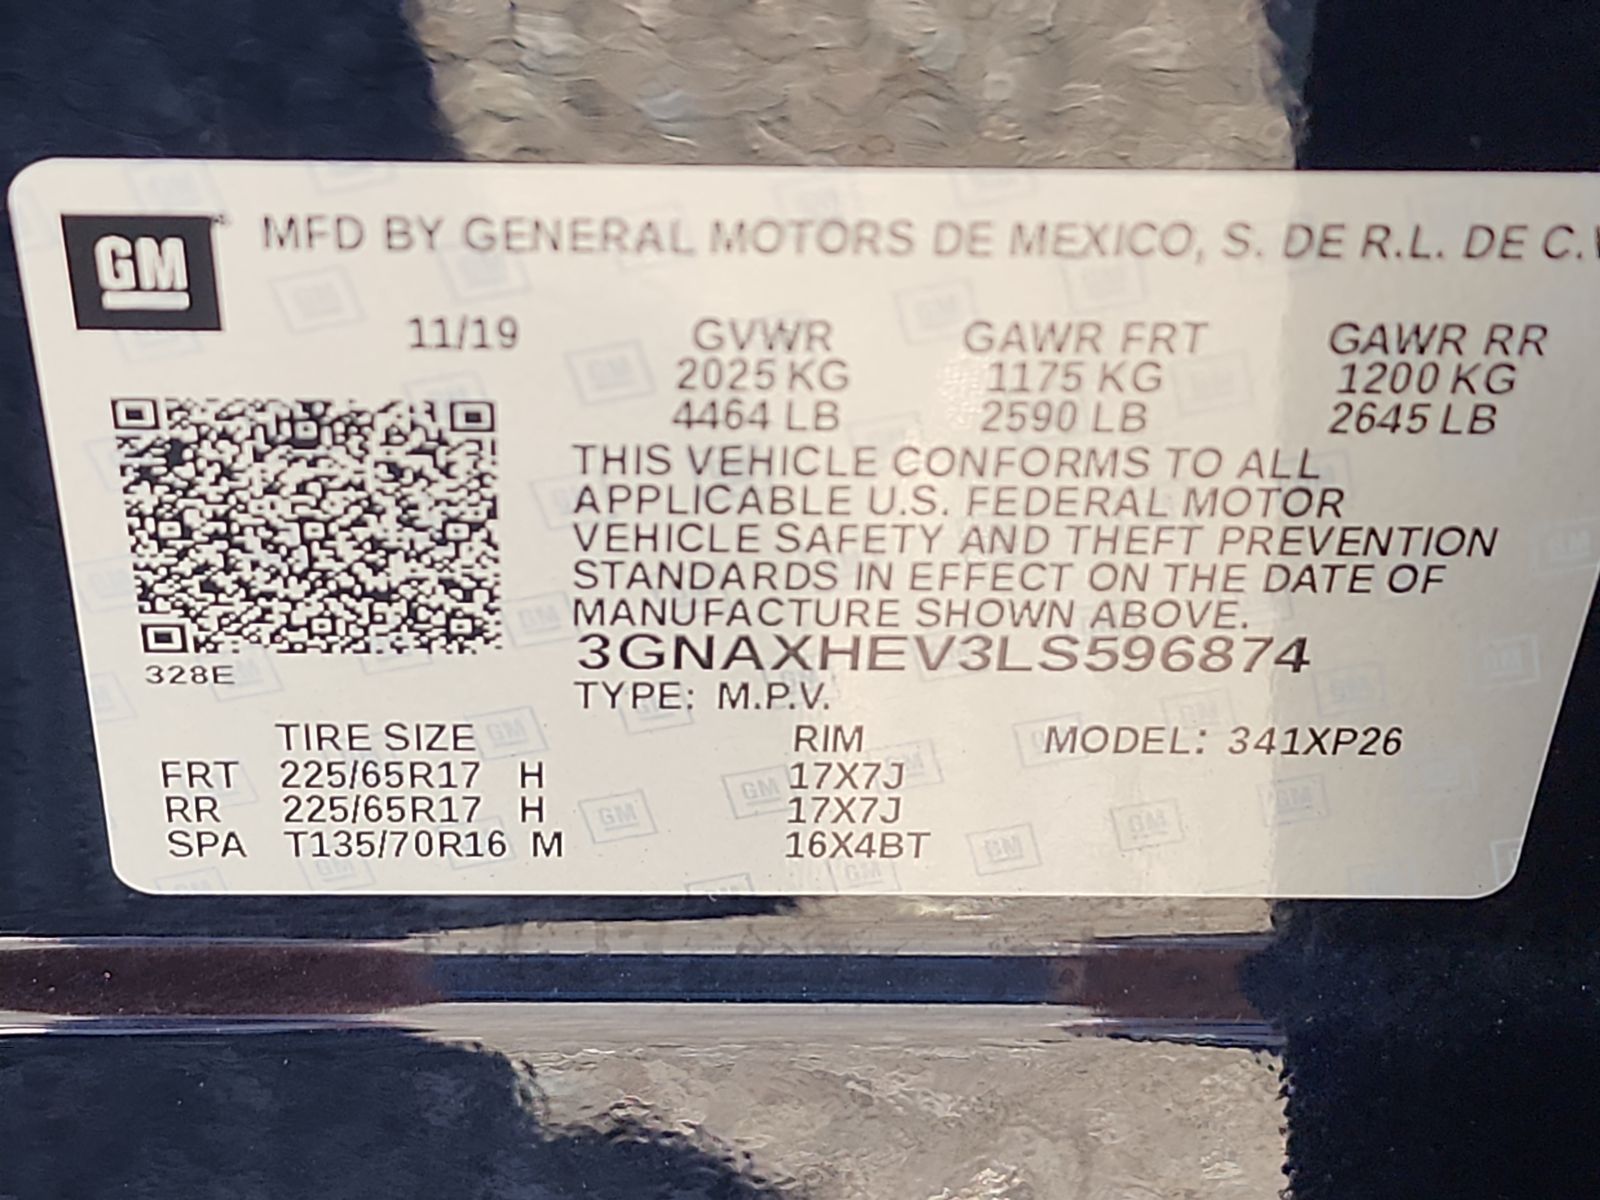 GM MFD BY GENERAL MOTORS DE MEXICO, S. DE R.L. DE C.V
11/19 GVWR GAWR FRT GAWR RR
2025 KG 1175 KG 1200 KG
4464 LB 2590 LB 2645 LB
THIS VEHICLE CONFORMS TO ALL
APPLICABLE U.S. FEDERAL MOTOR
VEHICLE SAFETY AND THEFT PREVENTION
STANDARDS IN EFFECT ON THE DATE OF
MANUFACTURE SHOWN ABOVE.
3GNAXHEV3LS596874
328E
TYPE: M.P.V.
TIRE SIZE RIM MODEL: 341XP26
FRT 225/65R17 H 17X7J
RR 225/65R17 H 17X7J
SPA T135/70R16 M 16X4BT